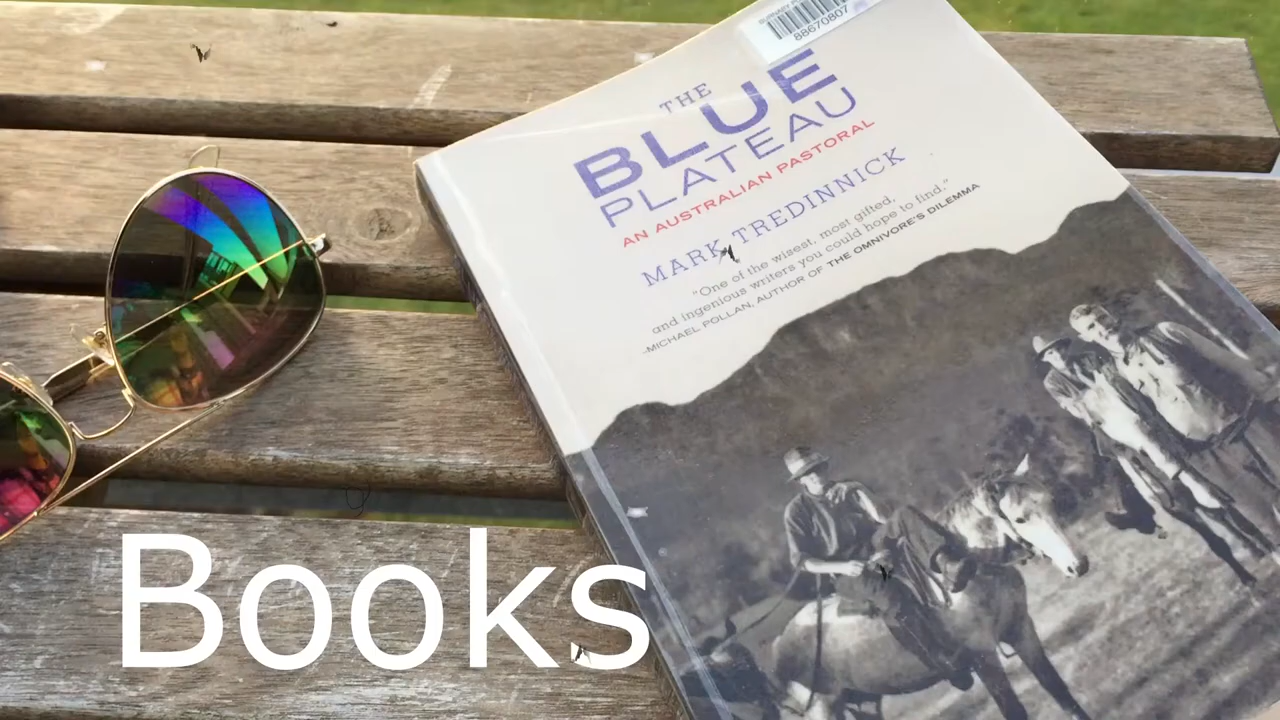 88670807
THE
BLUE
PLATEAU
AN AUSTRALIAN PASTORAL
MARK TREDINNICK
"One of the wisest, most gifted,
and ingenious writers you could hope to find."
-MICHAEL POLLAN, AUTHOR OF THE OMNIVORE'S DILEMMA
Books